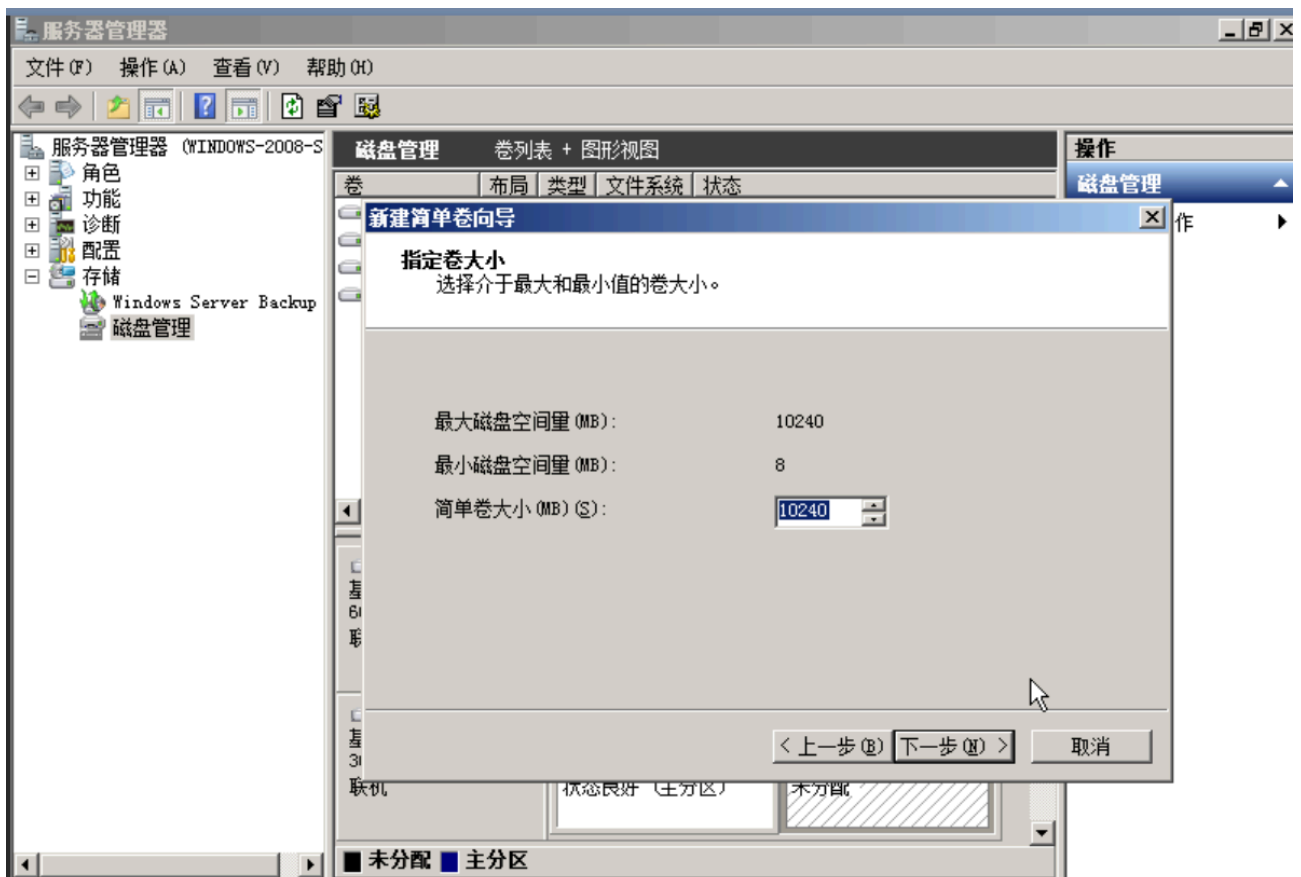 服务器管理器
文件(F) 操作(A) 查看(V) 帮助(H)
服务器管理器 (WINDOWS-2008-S
角色
功能
诊断
配置
存储
Windows Server Backup
磁盘管理
磁盘管理 卷列表 + 图形视图
卷 布局 类型 文件系统 状态
操作
磁盘管理
作
新建简单卷向导
指定卷大小
选择介于最大和最小值的卷大小。
最大磁盘空间量(MB): 10240
最小磁盘空间量(MB): 8
简单卷大小(MB)(S): 10240
< 上一步(B) 下一步(N) > 取消
基
联
基
联机
状态良好 (主分区) 未分配
未分配 主分区